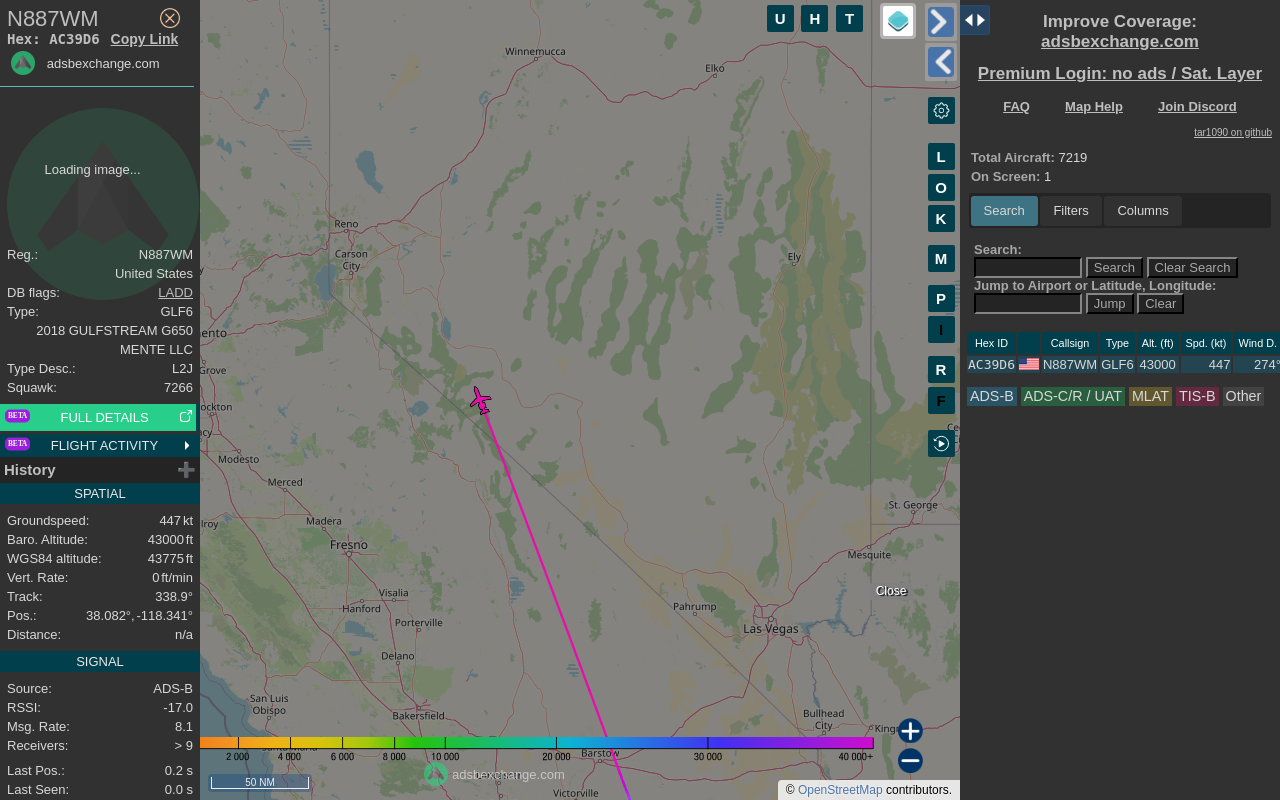 N887WM
Hex: AC39D6 Copy Link
adsbexchange.com
Loading image...
Reg.: N887WM
United States
DB flags: LADD
Type: GLF6
2018 GULFSTREAM G650
MENTE LLC
Type Desc.: L2J
Squawk: 7266
BETA FULL DETAILS
BETA FLIGHT ACTIVITY
History
SPATIAL
Groundspeed: 447 kt
Baro. Altitude: 43000 ft
WGS84 altitude: 43775 ft
Vert. Rate: 0 ft/min
Track: 338.9°
Pos.: 38.082°, -118.341°
Distance: n/a
SIGNAL
Source: ADS-B
RSSI: -17.0
Msg. Rate: 8.1
Receivers: > 9
Last Pos.: 0.2 s
Last Seen: 0.0 s
U H T
Winnemucca
Elko
Reno
Carson
City
Ely
ento
Grove
ockton
acy
Modesto
Merced
lroy
Madera
Fresno
St. George
Ce
Mesquite
Visalia
Hanford
Porterville
Pahrump
Las Vegas
Delano
San Luis
Obispo
Bakersfield
Bullhead
City
King
Barstow
Victorville
L
O
K
M
P
I
R
F
Close
2 000 4 000 6 000 8 000 10 000 20 000 30 000 40 000+
adsbexchange.com
50 NM
© OpenStreetMap contributors.
Improve Coverage:
adsbexchange.com
Premium Login: no ads / Sat. Layer
FAQ Map Help Join Discord
tar1090 on github
Total Aircraft: 7219
On Screen: 1
Search Filters Columns
Search:
Search Clear Search
Jump to Airport or Latitude, Longitude:
Jump Clear
Hex ID Callsign Type Alt. (ft) Spd. (kt) Wind D.
AC39D6 N887WM GLF6 43000 447 274°
ADS-B ADS-C/R / UAT MLAT TIS-B Other